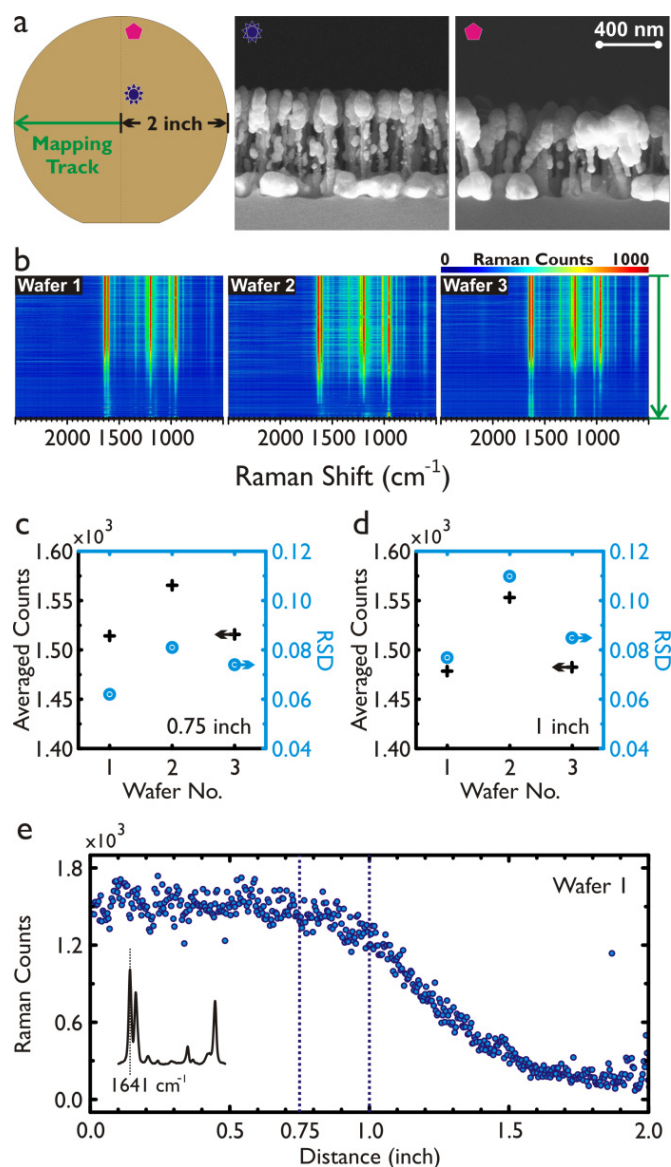 a
2 inch
Mapping
Track
400 nm
b
0 Raman Counts 1000
Wafer 1
Wafer 2
Wafer 3
2000 1500 1000
2000 1500 1000
2000 1500 1000
Raman Shift (cm⁻¹)
c
×10³
1.60
1.55
1.50
1.45
1.40
Averaged Counts
0.12
0.10
0.08
0.06
0.04
RSD
0.75 inch
1 2 3
Wafer No.
d
×10³
1.60
1.55
1.50
1.45
1.40
Averaged Counts
0.12
0.10
0.08
0.06
0.04
RSD
1 inch
1 2 3
Wafer No.
e
×10³
1.8
1.2
0.6
0.0
Raman Counts
Wafer 1
1641 cm⁻¹
0.0 0.5 0.75 1.0 1.5 2.0
Distance (inch)